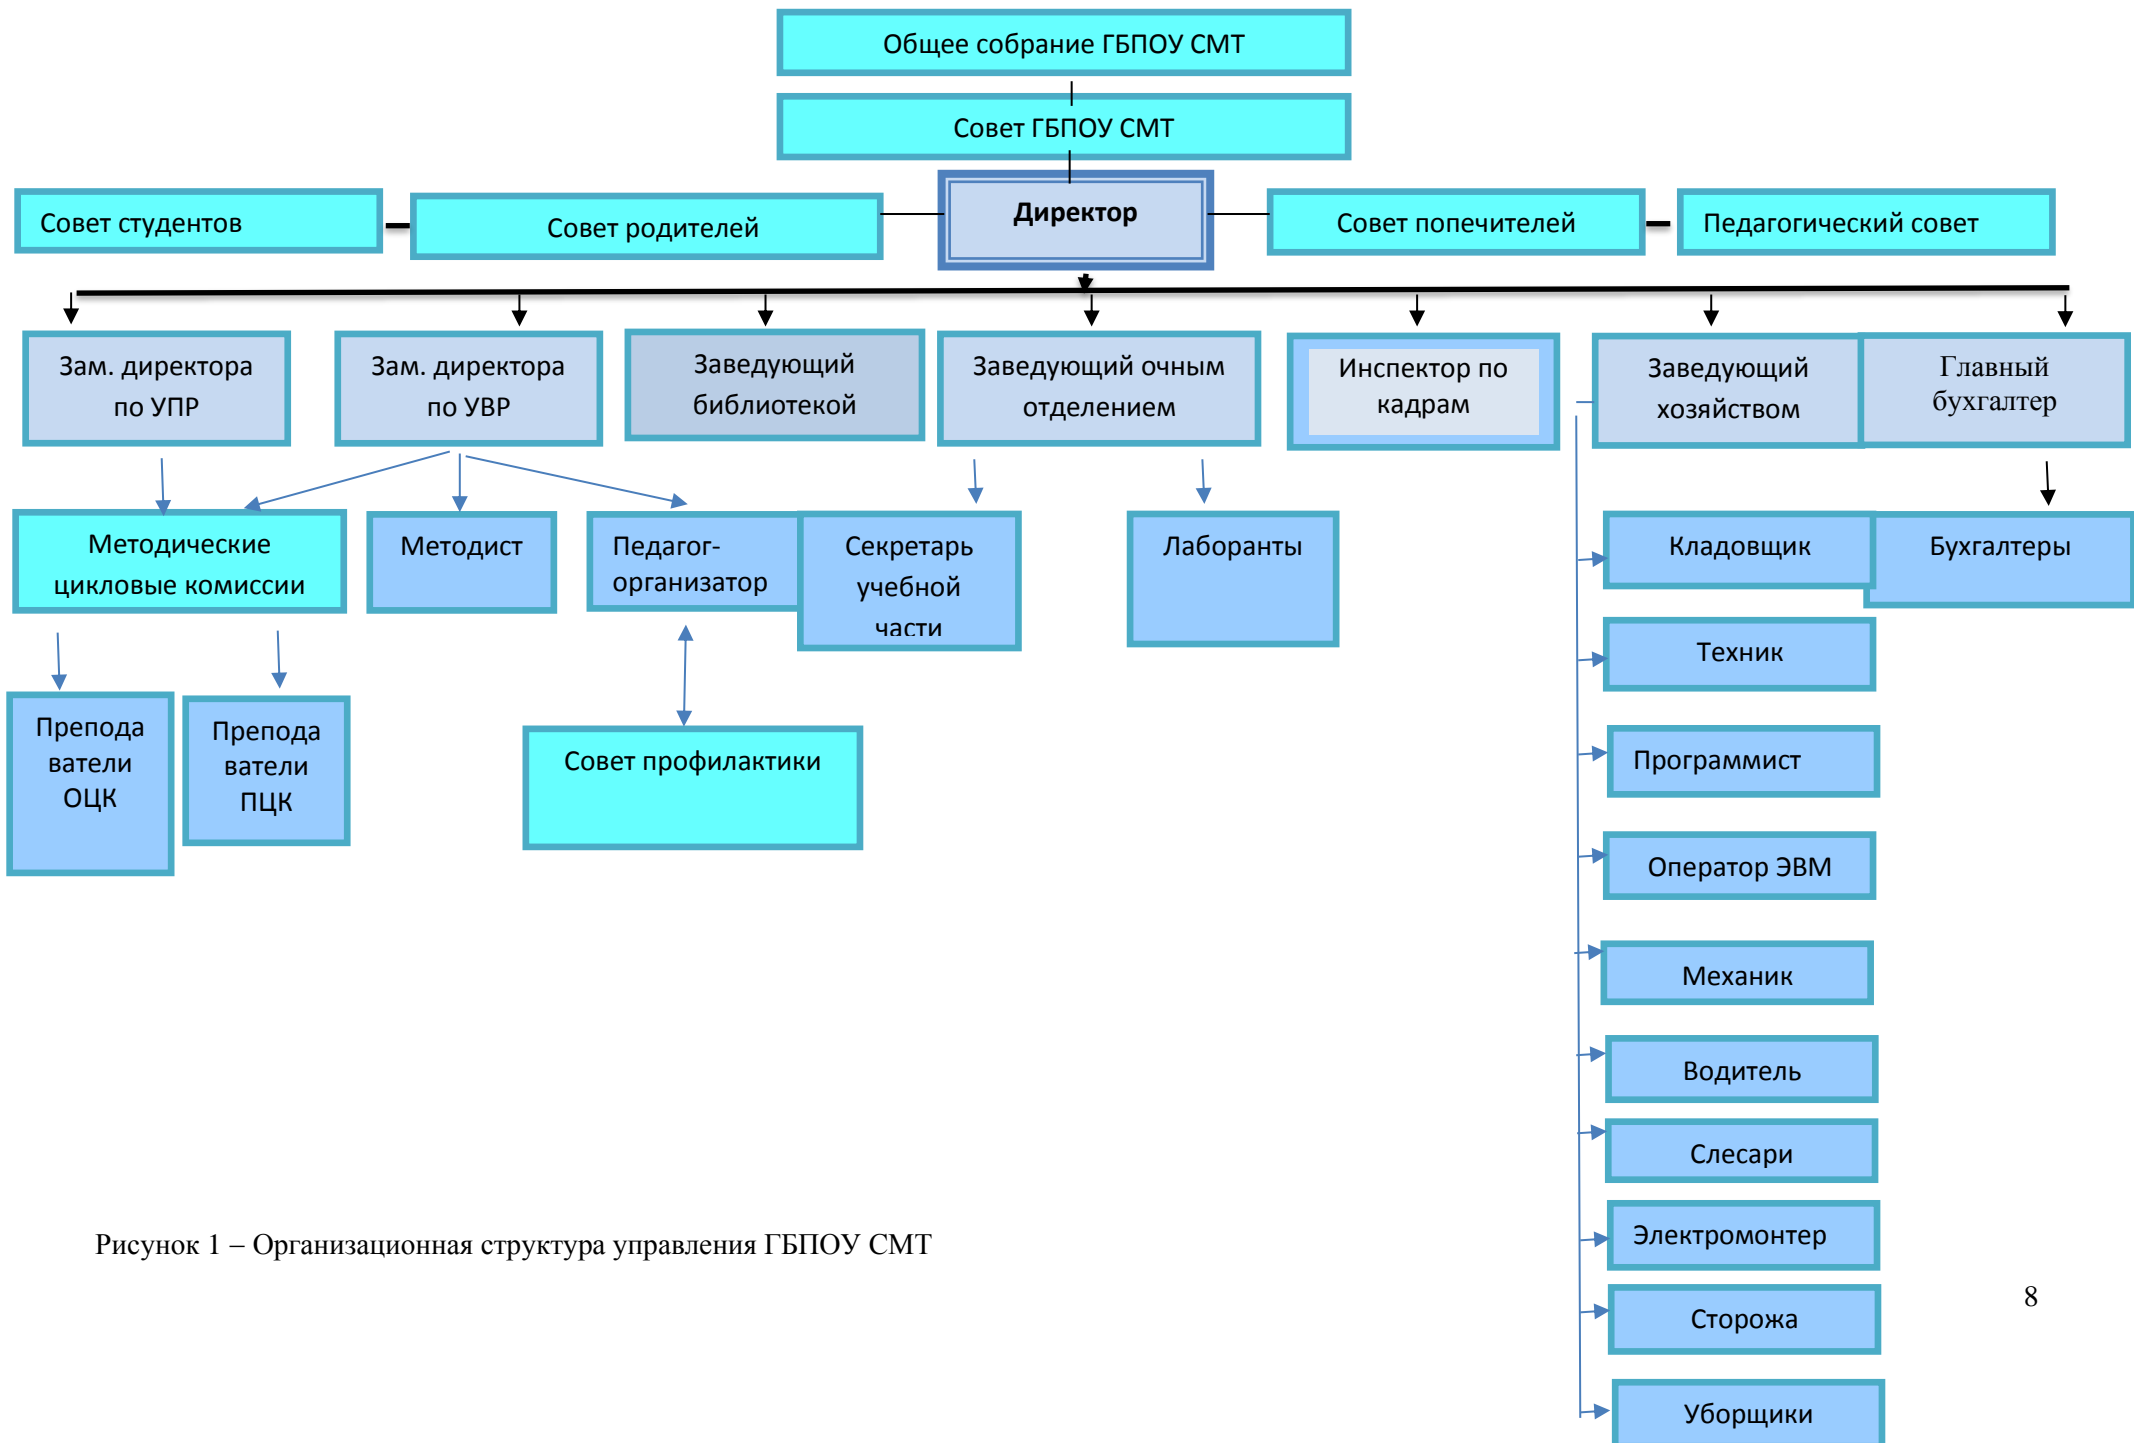 Общее собрание ГБПОУ СМТ
Совет ГБПОУ СМТ
Совет студентов
Совет родителей
Директор
Совет попечителей
Педагогический совет
Зам. директора
по УПР
Зам. директора
по УВР
Заведующий
библиотекой
Заведующий очным
отделением
Инспектор по
кадрам
Заведующий
хозяйством
Главный
бухгалтер
Методические
цикловые комиссии
Методист
Педагог-
организатор
Секретарь
учебной
части
Лаборанты
Кладовщик
Бухгалтеры
Техник
Препода
ватели
ОЦК
Препода
ватели
ПЦК
Совет профилактики
Программист
Оператор ЭВМ
Механик
Водитель
Слесари
Электромонтер
Сторожа
Уборщики
Рисунок 1 – Организационная структура управления ГБПОУ СМТ
8